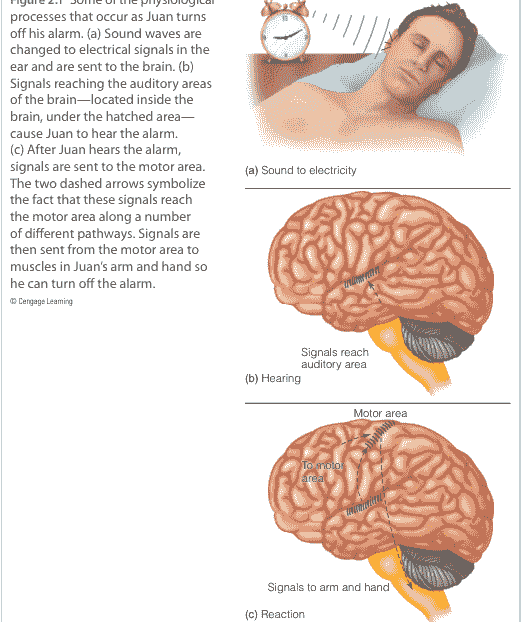 Figure 2.1 Some of the physiological
processes that occur as Juan turns
off his alarm. (a) Sound waves are
changed to electrical signals in the
ear and are sent to the brain. (b)
Signals reaching the auditory areas
of the brain—located inside the
brain, under the hatched area—
cause Juan to hear the alarm.
(c) After Juan hears the alarm,
signals are sent to the motor area.
The two dashed arrows symbolize
the fact that these signals reach
the motor area along a number
of different pathways. Signals are
then sent from the motor area to
muscles in Juan's arm and hand so
he can turn off the alarm.
© Cengage Learning
(a) Sound to electricity
Signals reach
auditory area
(b) Hearing
Motor area
To motor
area
Signals to arm and hand
(c) Reaction